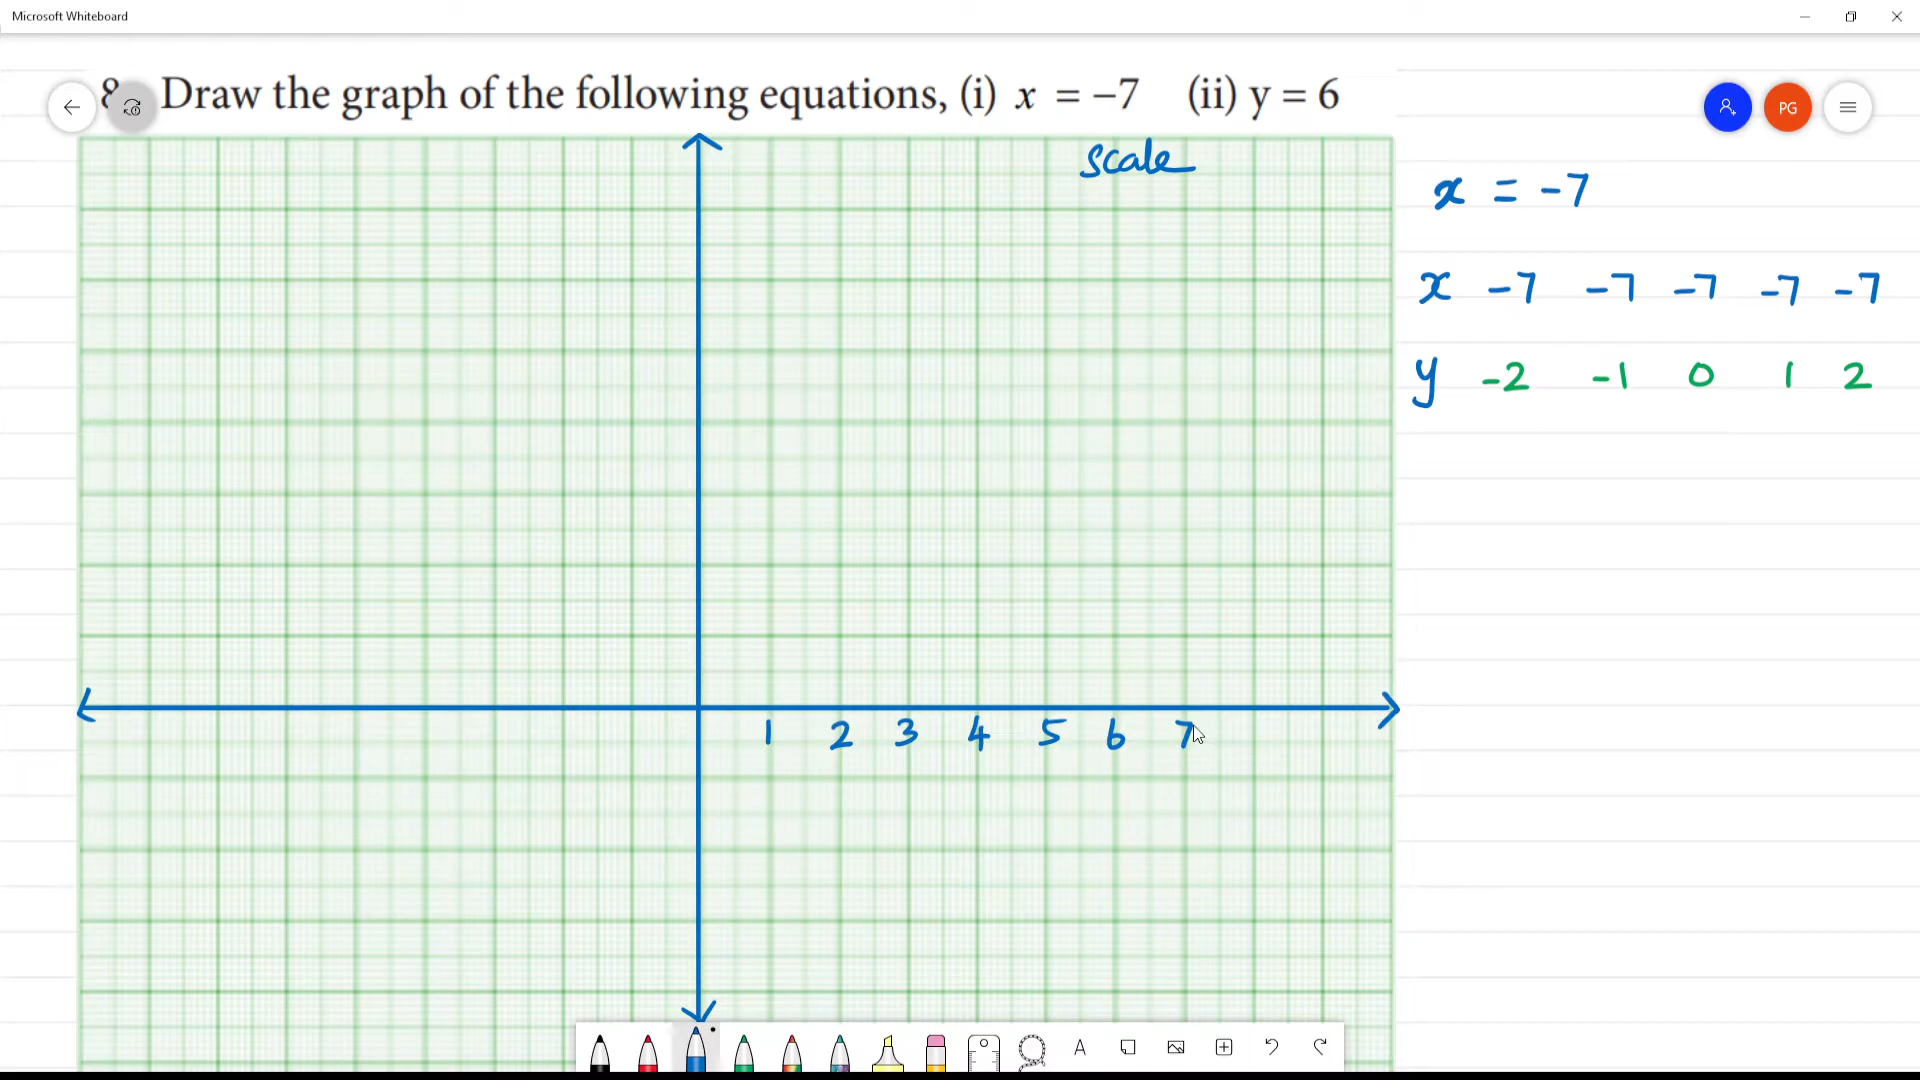 Microsoft Whiteboard
8 Draw the graph of the following equations, (i) x = −7 (ii) y = 6
PG
scale
x = -7
x -7 -7 -7 -7 -7
y -2 -1 0 1 2
1 2 3 4 5 6 7
A